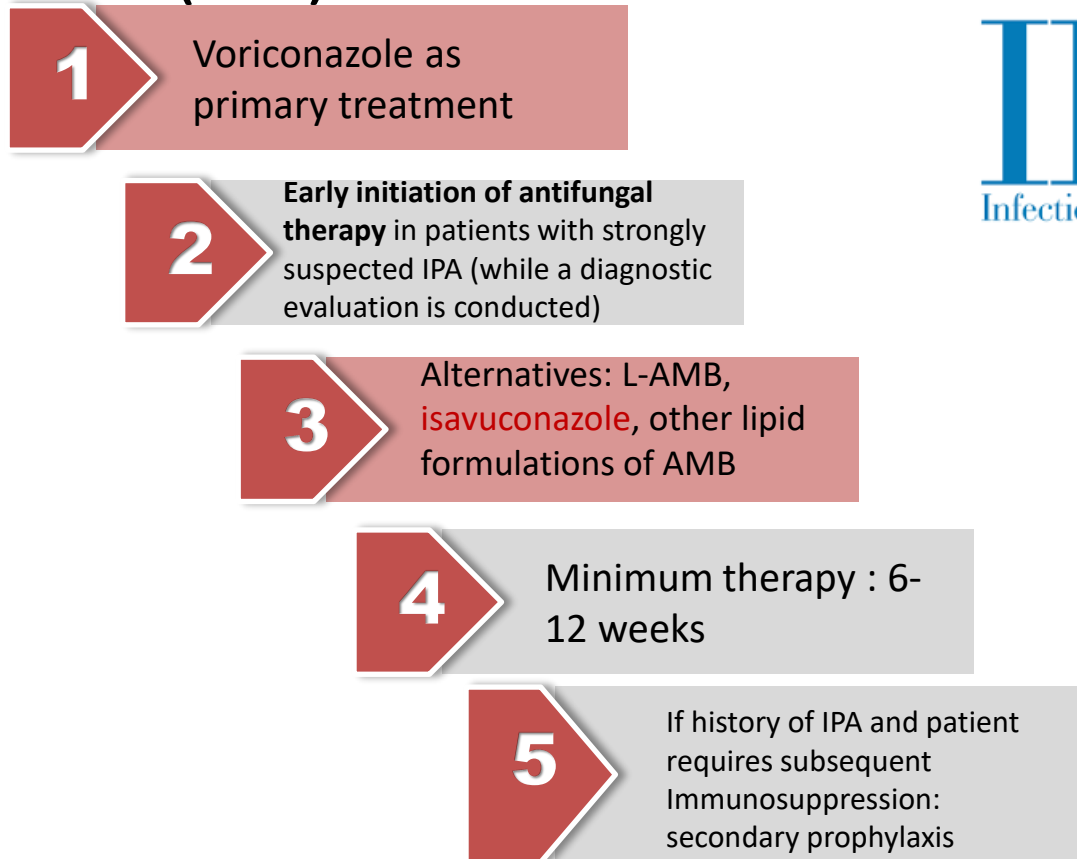 1
Voriconazole as
primary treatment
Infectio
2
Early initiation of antifungal
therapy in patients with strongly
suspected IPA (while a diagnostic
evaluation is conducted)
3
Alternatives: L-AMB,
isavuconazole, other lipid
formulations of AMB
4
Minimum therapy : 6-
12 weeks
5
If history of IPA and patient
requires subsequent
Immunosuppression:
secondary prophylaxis